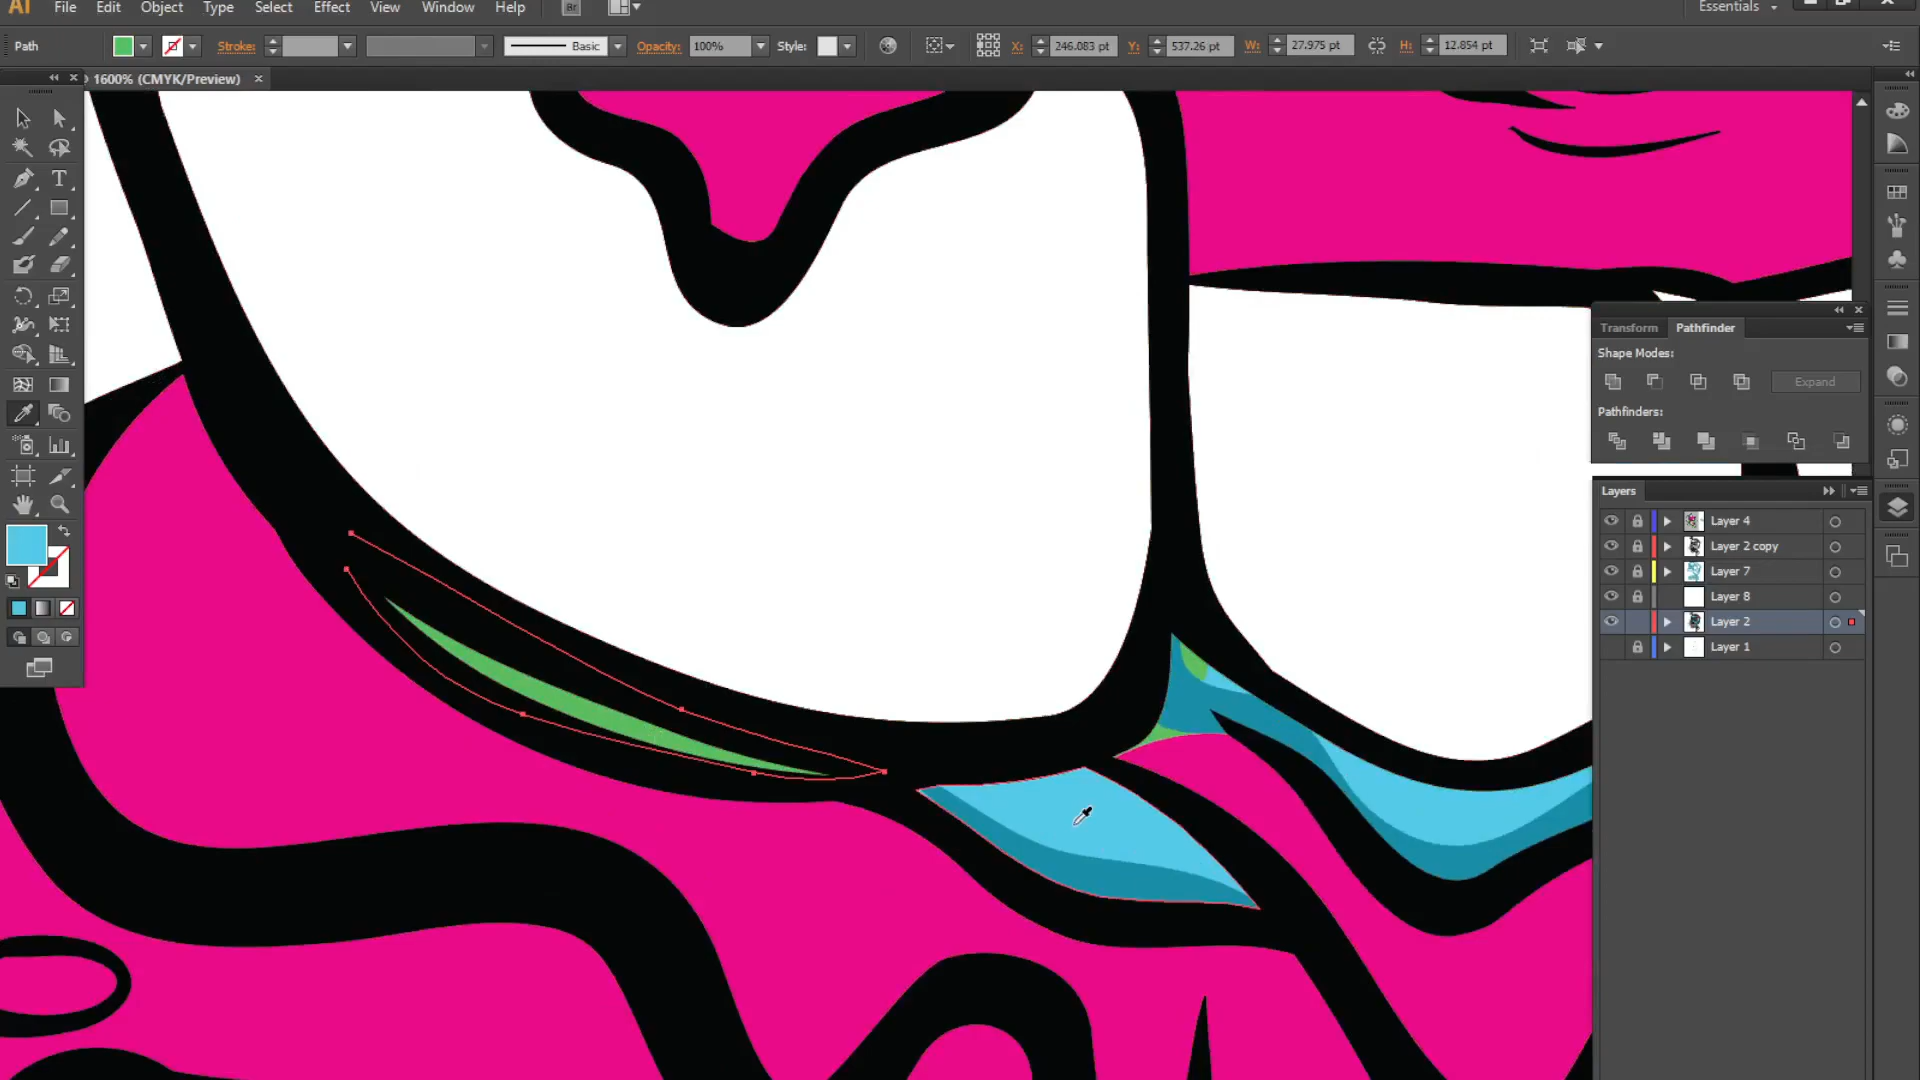 Ai File Edit Object Type Select Effect View Window Help Br Essentials
Path Stroke: Basic Opacity: 100% Style: X: 246.083 pt Y: 537.26 pt W: 27.975 pt H: 12.854 pt
1600% (CMYK/Preview)
T
Transform Pathfinder
Shape Modes:
Expand
Pathfinders:
Layers
Layer 4
Layer 2 copy
Layer 7
Layer 8
Layer 2
Layer 1